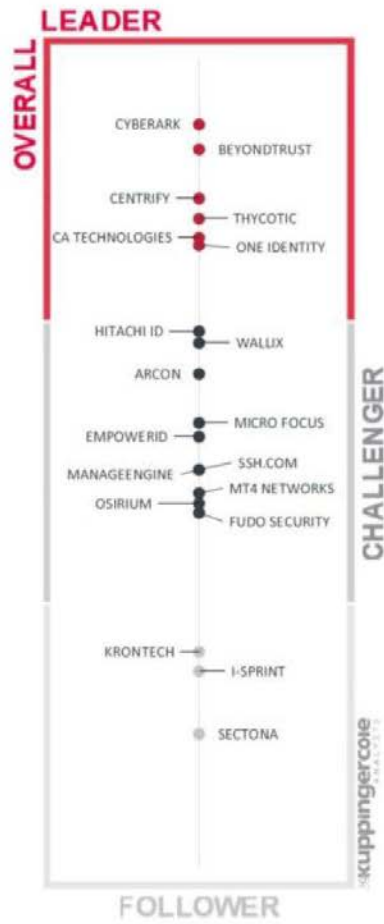 LEADER
OVERALL
CYBERARK
BEYONDTRUST
CENTRIFY
THYCOTIC
CA TECHNOLOGIES
ONE IDENTITY
HITACHI ID
WALLIX
ARCON
CHALLENGER
MICRO FOCUS
EMPOWERID
SSH.COM
MANAGEENGINE
MT4 NETWORKS
OSIRIUM
FUDO SECURITY
KRONTECH
I-SPRINT
SECTONA
kuppingercole
ANALYSTS
FOLLOWER